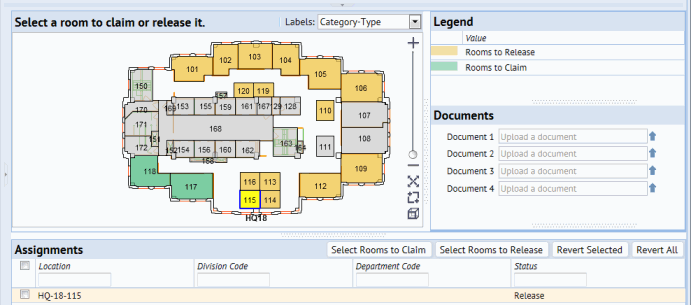 Select a room to claim or release it.
Labels: Category-Type
103
102 104
101 105
150 120 119 106
157
170 169 153 155 159 161 167 29 128 110 107
171 168
151 163 164 111 108
172 152 154 156 160 162
158
118 109
117 116 113 112
115 114
HQ18
Legend
Value
Rooms to Release
Rooms to Claim
Documents
Document 1 Upload a document
Document 2 Upload a document
Document 3 Upload a document
Document 4 Upload a document
Assignments Select Rooms to Claim Select Rooms to Release Revert Selected Revert All
Location Division Code Department Code Status
HQ-18-115 Release